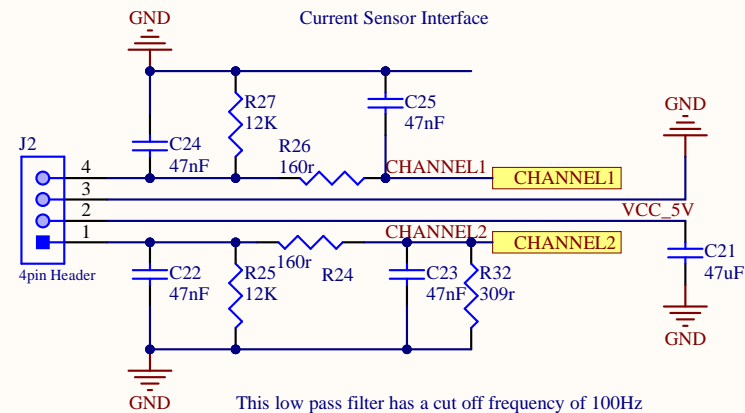 GND
Current Sensor Interface
R27
12K
C25
47nF
GND
J2
C24
47nF
R26
160r
4
CHANNEL1
CHANNEL1
3
2
VCC_5V
1
CHANNEL2
CHANNEL2
4pin Header
C22
47nF
R25
12K
160r
R24
C23
47nF
R32
309r
C21
47uF
GND
GND
This low pass filter has a cut off frequency of 100Hz